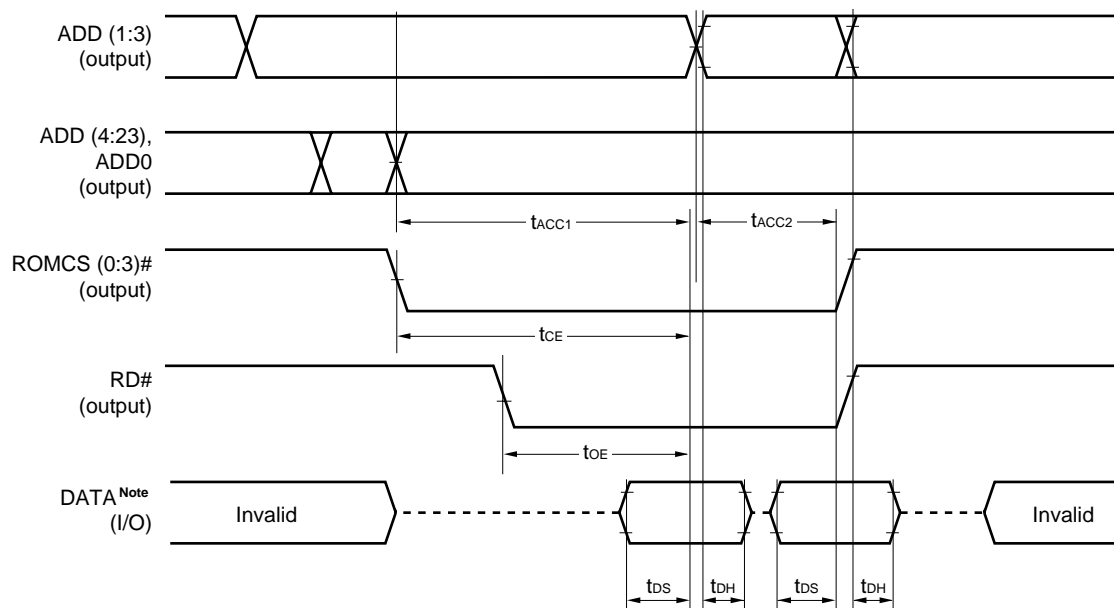 ADD (1:3)
(output)
ADD (4:23),
ADD0
(output)
tACC1
tACC2
ROMCS (0:3)#
(output)
tCE
RD#
(output)
tOE
DATA Note
(I/O)
Invalid
Invalid
tDS
tDH
tDS
tDH